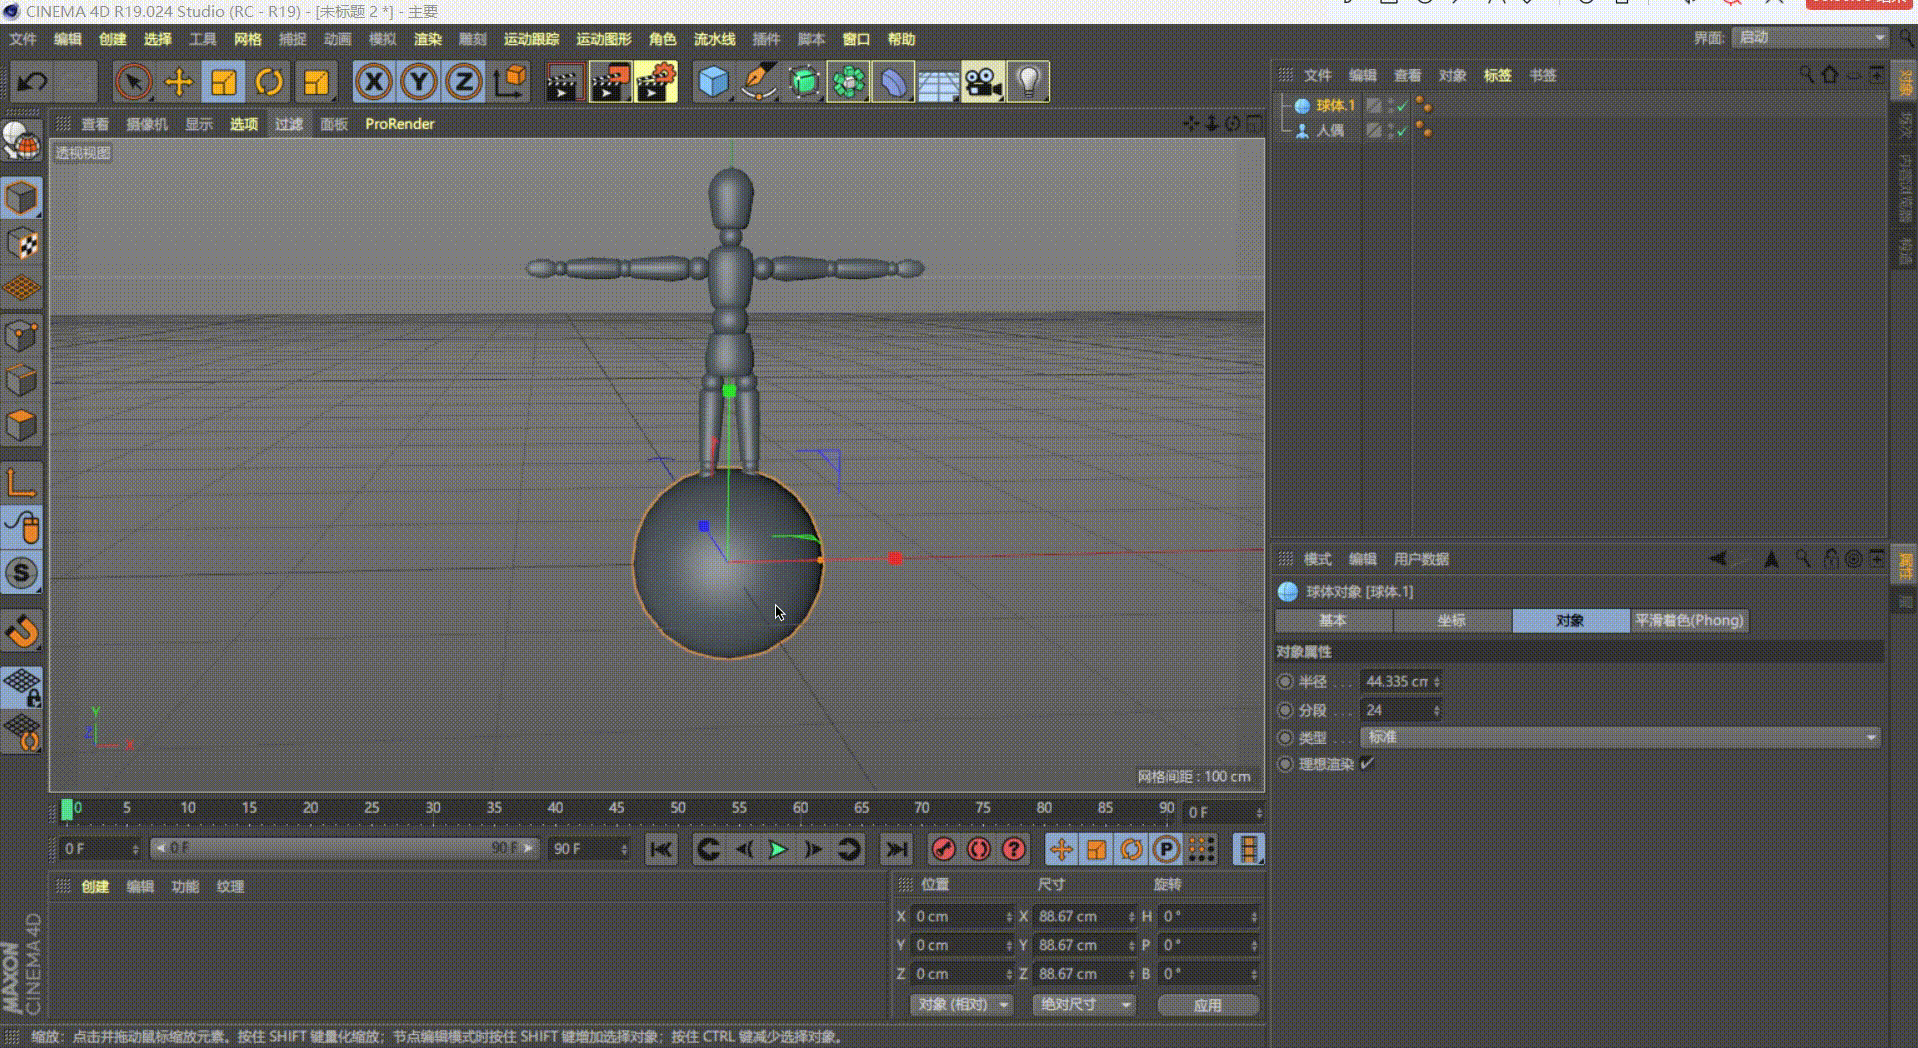 CINEMA 4D R19.024 Studio (RC - R19) - [未标题 2 *] - 主要
文件 编辑 创建 选择 工具 网格 捕捉 动画 模拟 渲染 雕刻 运动跟踪 运动图形 角色 流水线 插件 脚本 窗口 帮助
界面: 启动
X Y Z
文件 编辑 查看 对象 标签 书签
对象
球体.1
人偶
查看 摄像机 显示 选项 过滤 面板 ProRender
透视视图
Y
Z
X
网格间距 : 100 cm
模式 编辑 用户数据
属性
球体对象 [球体.1]
基本 坐标 对象 平滑着色(Phong)
对象属性
半径 . . . 44.335 cm
分段 . . . 24
类型 . . . 标准
理想渲染
S
0 5 10 15 20 25 30 35 40 45 50 55 60 65 70 75 80 85 90 0 F
0 F 0 F 90 F 90 F
P
创建 编辑 功能 纹理
位置 尺寸 旋转
X 0 cm X 88.67 cm H 0 °
Y 0 cm Y 88.67 cm P 0 °
Z 0 cm Z 88.67 cm B 0 °
对象 (相对) 绝对尺寸 应用
MAXON
CINEMA 4D
缩放：点击并拖动鼠标缩放元素。按住 SHIFT 键量化缩放；节点编辑模式时按住 SHIFT 键增加选择对象；按住 CTRL 键减少选择对象。